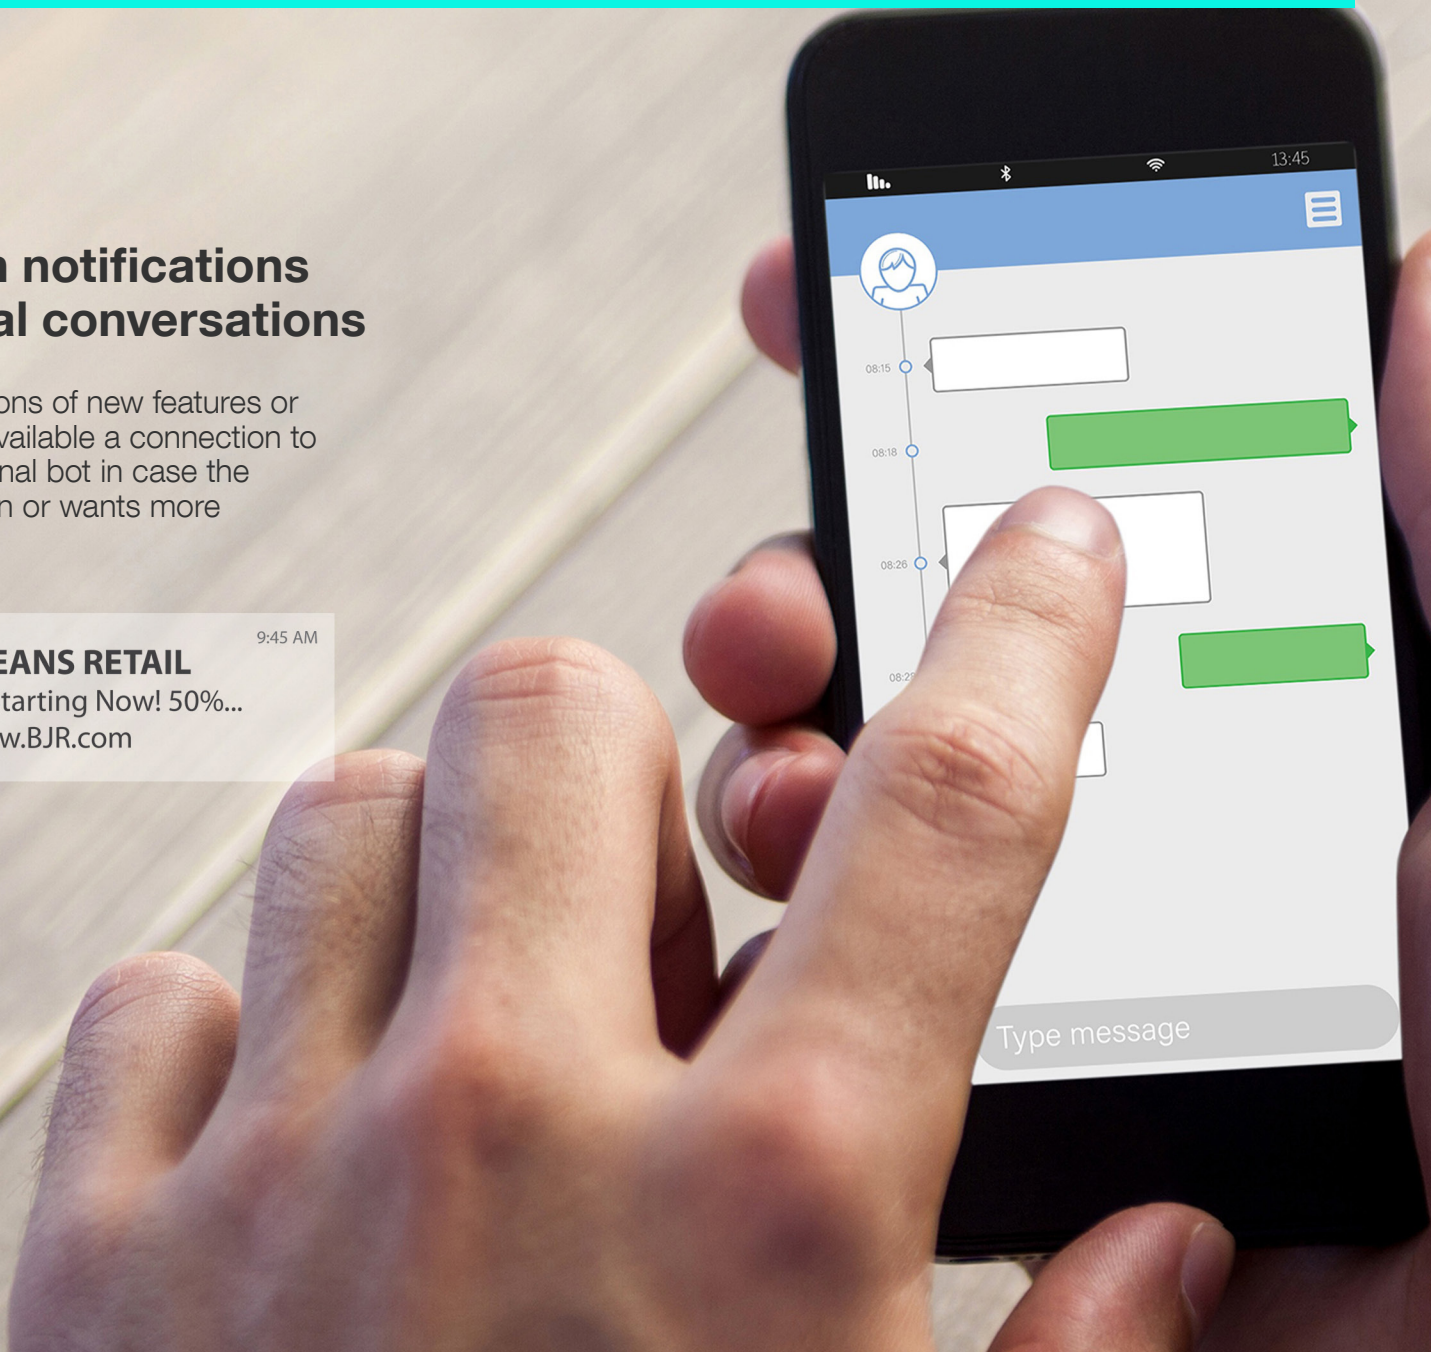 notifications
al conversations
ons of new features or
vailable a connection to
nal bot in case the
n or wants more
9:45 AM
EANS RETAIL
tarting Now! 50%...
w.BJR.com
13:45
08:15
08:18
08:26
Type message